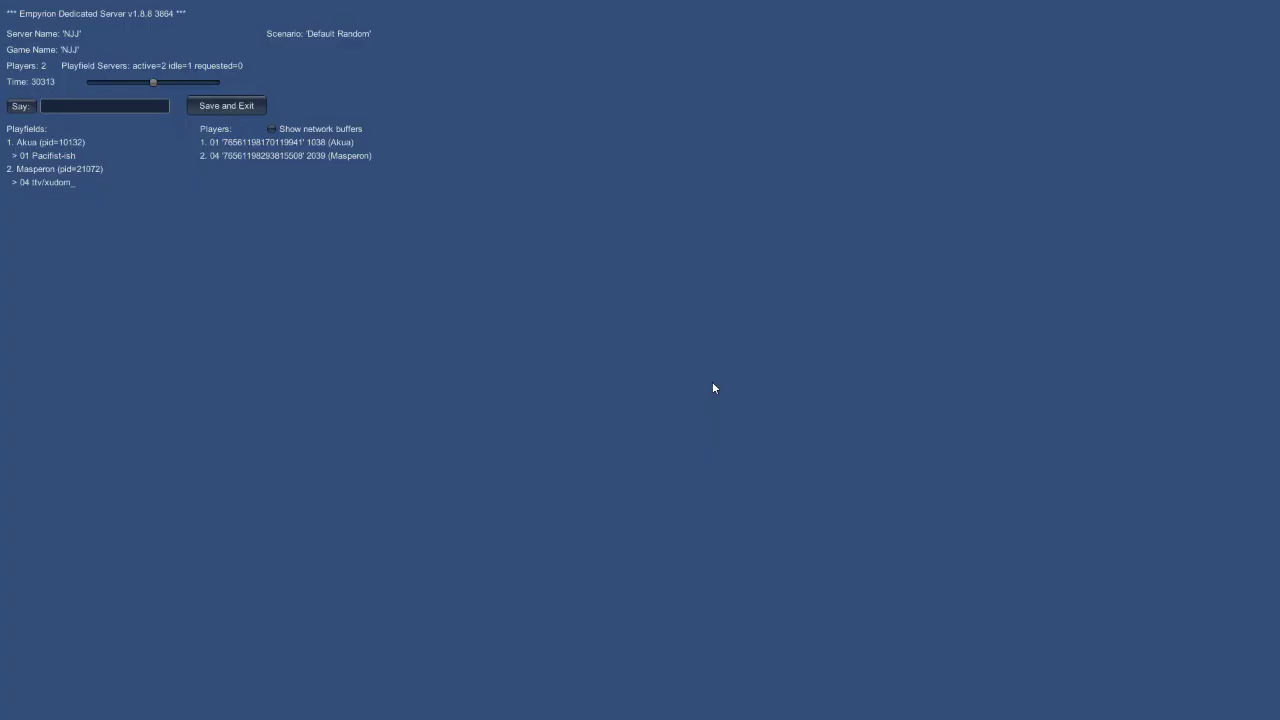 *** Empyrion Dedicated Server v1.8.8 3864 ***
Server Name: 'NJJ' Scenario: 'Default Random'
Game Name: 'NJJ'
Players: 2 Playfield Servers: active=2 idle=1 requested=0
Time: 30313
Say: Save and Exit
Playfields: Players: Show network buffers
1. Akua (pid=10132) 1. 01 '76561198170119941' 1038 (Akua)
> 01 Pacifist-ish 2. 04 '76561198293815508' 2039 (Masperon)
2. Masperon (pid=21072)
> 04 ttv/xudom_